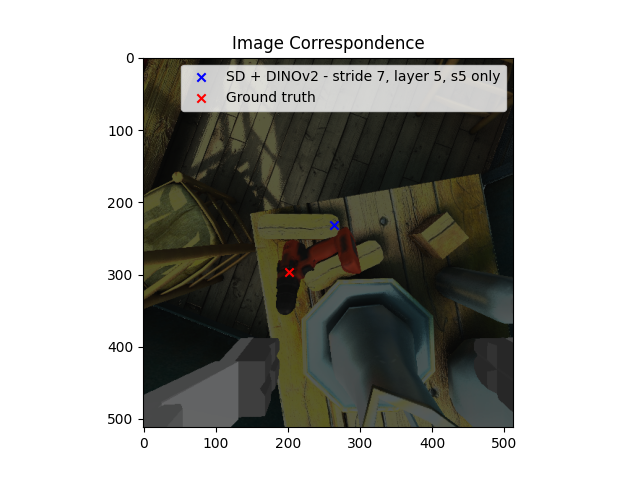 Image Correspondence
SD + DINOv2 - stride 7, layer 5, s5 only
Ground truth
0
100
200
300
400
500
0 100 200 300 400 500